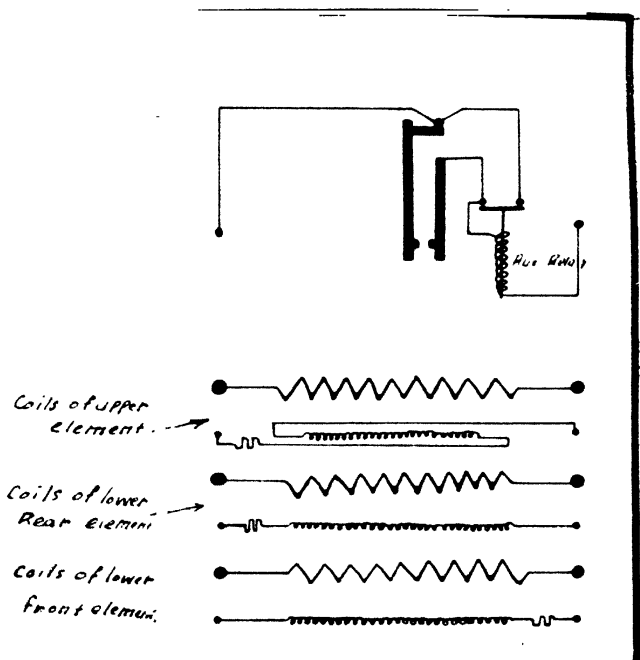 Aux Relay
Coils of upper
element.
Coils of lower
Rear element
Coils of lower
front element.